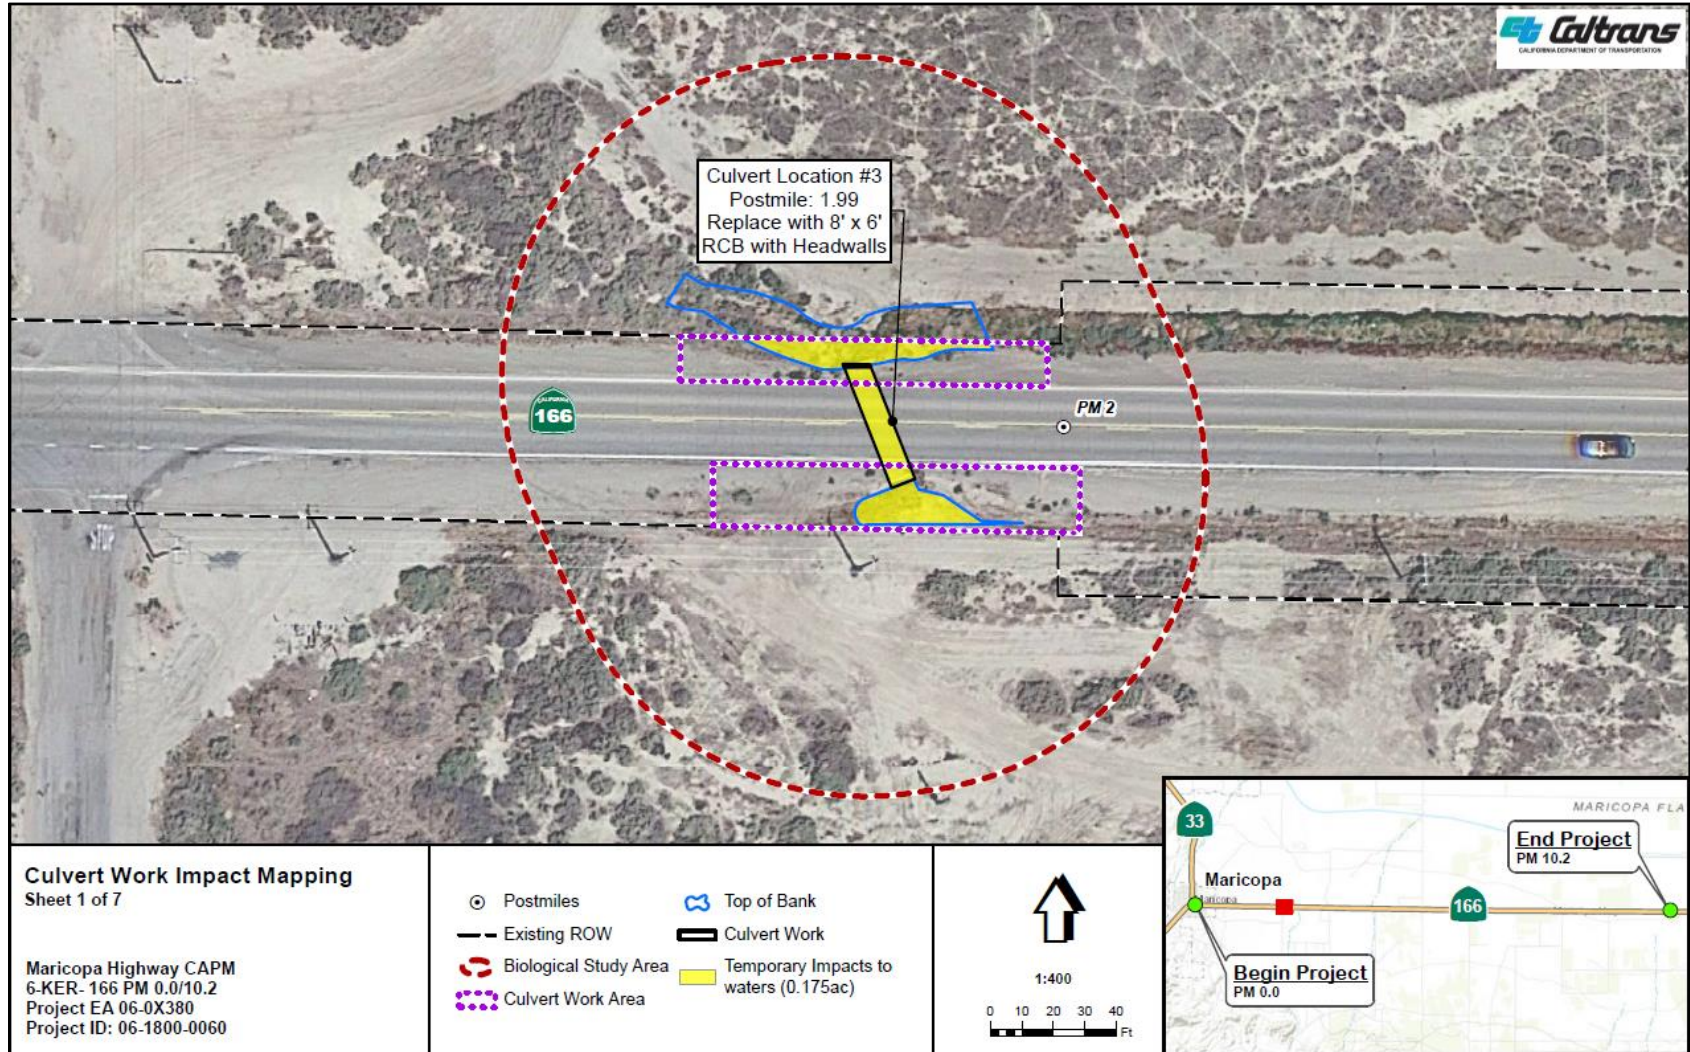 Caltrans
CALIFORNIA DEPARTMENT OF TRANSPORTATION
Culvert Location #3
Postmile: 1.99
Replace with 8' x 6'
RCB with Headwalls
CALIFORNIA
166
PM 2
STOP
Culvert Work Impact Mapping
Sheet 1 of 7
Maricopa Highway CAPM
6-KER- 166 PM 0.0/10.2
Project EA 06-0X380
Project ID: 06-1800-0060
Postmiles
Existing ROW
Biological Study Area
Culvert Work Area
Top of Bank
Culvert Work
Temporary Impacts to
waters (0.175ac)
1:400
0 10 20 30 40
Ft
MARICOPA FLA
33
End Project
PM 10.2
Maricopa
Maricopa
166
Begin Project
PM 0.0